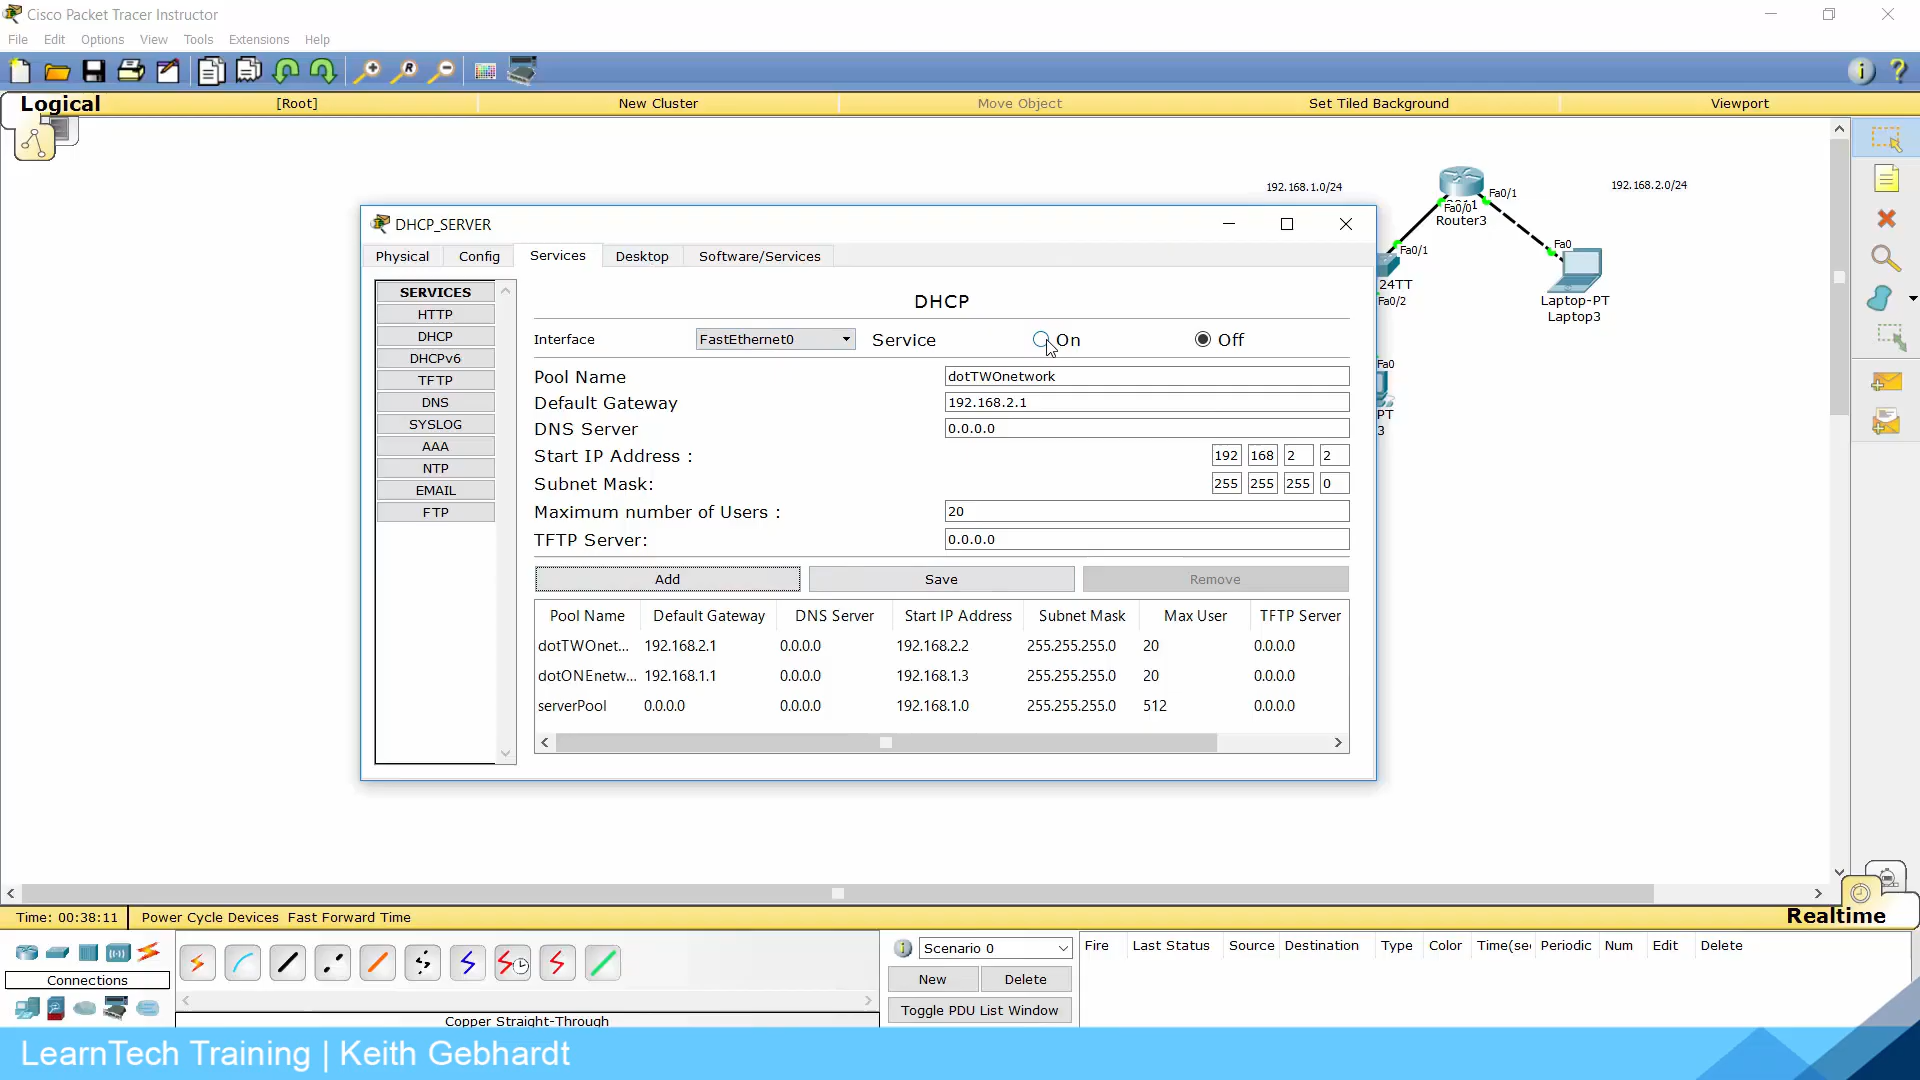 Cisco Packet Tracer Instructor
File Edit Options View Tools Extensions Help
Logical [Root] New Cluster Move Object Set Tiled Background Viewport
192.168.1.0/24
192.168.2.0/24
Fa0/1
Fa0/0
Router3
Fa0/1
24TT
Fa0/2
Fa0
Laptop-PT
Laptop3
Fa0
PT
3
DHCP_SERVER
Physical Config Services Desktop Software/Services
SERVICES
HTTP
DHCP
DHCPv6
TFTP
DNS
SYSLOG
AAA
NTP
EMAIL
FTP
DHCP
Interface FastEthernet0 Service On Off
Pool Name dotTWOnetwork
Default Gateway 192.168.2.1
DNS Server 0.0.0.0
Start IP Address : 192 168 2 2
Subnet Mask: 255 255 255 0
Maximum number of Users : 20
TFTP Server: 0.0.0.0
Add Save Remove
Pool Name Default Gateway DNS Server Start IP Address Subnet Mask Max User TFTP Server
dotTWOnet... 192.168.2.1 0.0.0.0 192.168.2.2 255.255.255.0 20 0.0.0.0
dotONEnetw... 192.168.1.1 0.0.0.0 192.168.1.3 255.255.255.0 20 0.0.0.0
serverPool 0.0.0.0 0.0.0.0 192.168.1.0 255.255.255.0 512 0.0.0.0
Time: 00:38:11 Power Cycle Devices Fast Forward Time Realtime
Connections
Copper Straight-Through
Scenario 0
New Delete
Toggle PDU List Window
Fire Last Status Source Destination Type Color Time(se Periodic Num Edit Delete
LearnTech Training | Keith Gebhardt